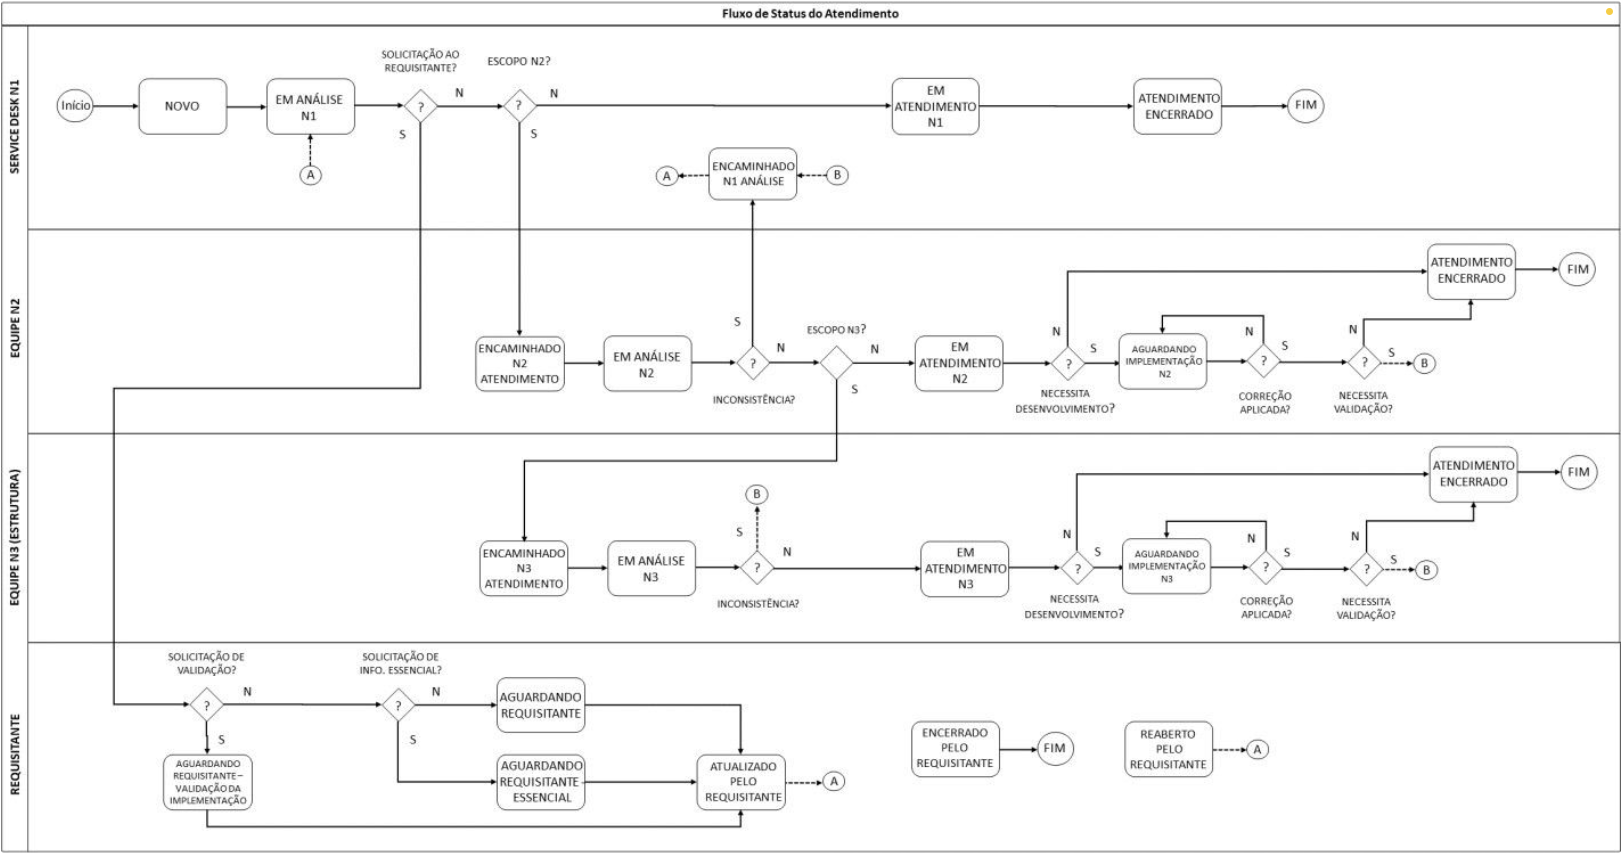 Fluxo de Status do Atendimento
SERVICE DESK N1
SOLICITAÇÃO AO
REQUISITANTE?
ESCOPO N2?
Início
NOVO
EM ANÁLISE
N1
?
N
S
?
N
S
EM
ATENDIMENTO
N1
ATENDIMENTO
ENCERRADO
FIM
A
A
ENCAMINHADO
N1 ANÁLISE
B
EQUIPE N2
ENCAMINHADO
N2
ATENDIMENTO
EM ANÁLISE
N2
S
?
N
INCONSISTÊNCIA?
ESCOPO N3?
N
S
EM
ATENDIMENTO
N2
N
?
S
NECESSITA
DESENVOLVIMENTO?
AGUARDANDO
IMPLEMENTAÇÃO
N2
N
?
S
CORREÇÃO
APLICADA?
N
?
S
NECESSITA
VALIDAÇÃO?
B
ATENDIMENTO
ENCERRADO
FIM
EQUIPE N3 (ESTRUTURA)
ENCAMINHADO
N3
ATENDIMENTO
EM ANÁLISE
N3
B
S
?
N
INCONSISTÊNCIA?
EM
ATENDIMENTO
N3
N
?
S
NECESSITA
DESENVOLVIMENTO?
AGUARDANDO
IMPLEMENTAÇÃO
N3
N
?
S
CORREÇÃO
APLICADA?
N
?
S
NECESSITA
VALIDAÇÃO?
B
ATENDIMENTO
ENCERRADO
FIM
REQUISITANTE
SOLICITAÇÃO DE
VALIDAÇÃO?
?
N
S
AGUARDANDO
REQUISITANTE –
VALIDAÇÃO DA
IMPLEMENTAÇÃO
SOLICITAÇÃO DE
INFO. ESSENCIAL?
?
N
S
AGUARDANDO
REQUISITANTE
AGUARDANDO
REQUISITANTE -
ESSENCIAL
ATUALIZADO
PELO
REQUISITANTE
A
ENCERRADO
PELO
REQUISITANTE
FIM
REABERTO
PELO
REQUISITANTE
A